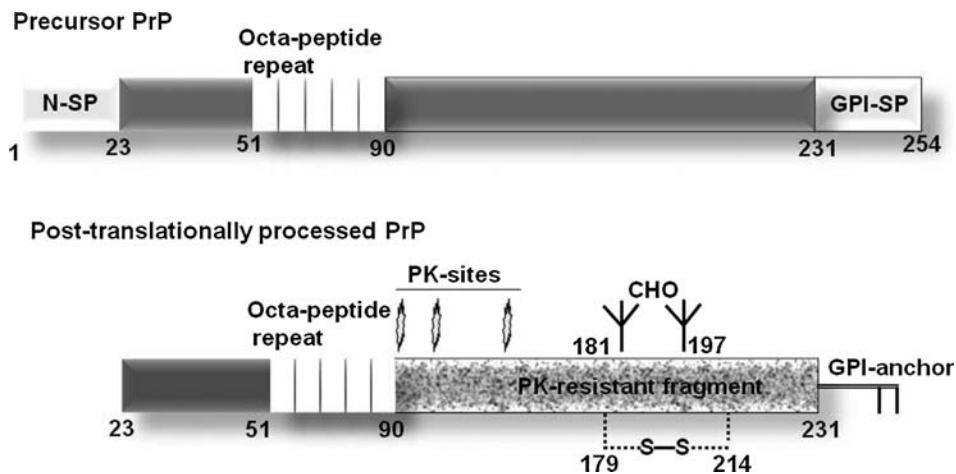 Precursor PrP
Octa-peptide
repeat
N-SP
GPI-SP
1
23
51
90
231
254
Post-translationally processed PrP
PK-sites
CHO
Octa-peptide
repeat
181
197
PK-resistant fragment
GPI-anchor
23
51
90
231
S-S
179
214